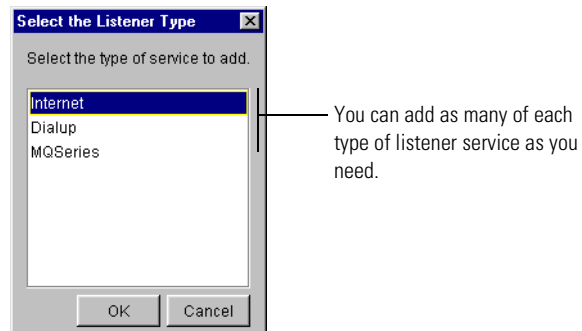 Select the Listener Type
Select the type of service to add.
Internet
Dialup
MQSeries
OK
Cancel
You can add as many of each
type of listener service as you
need.